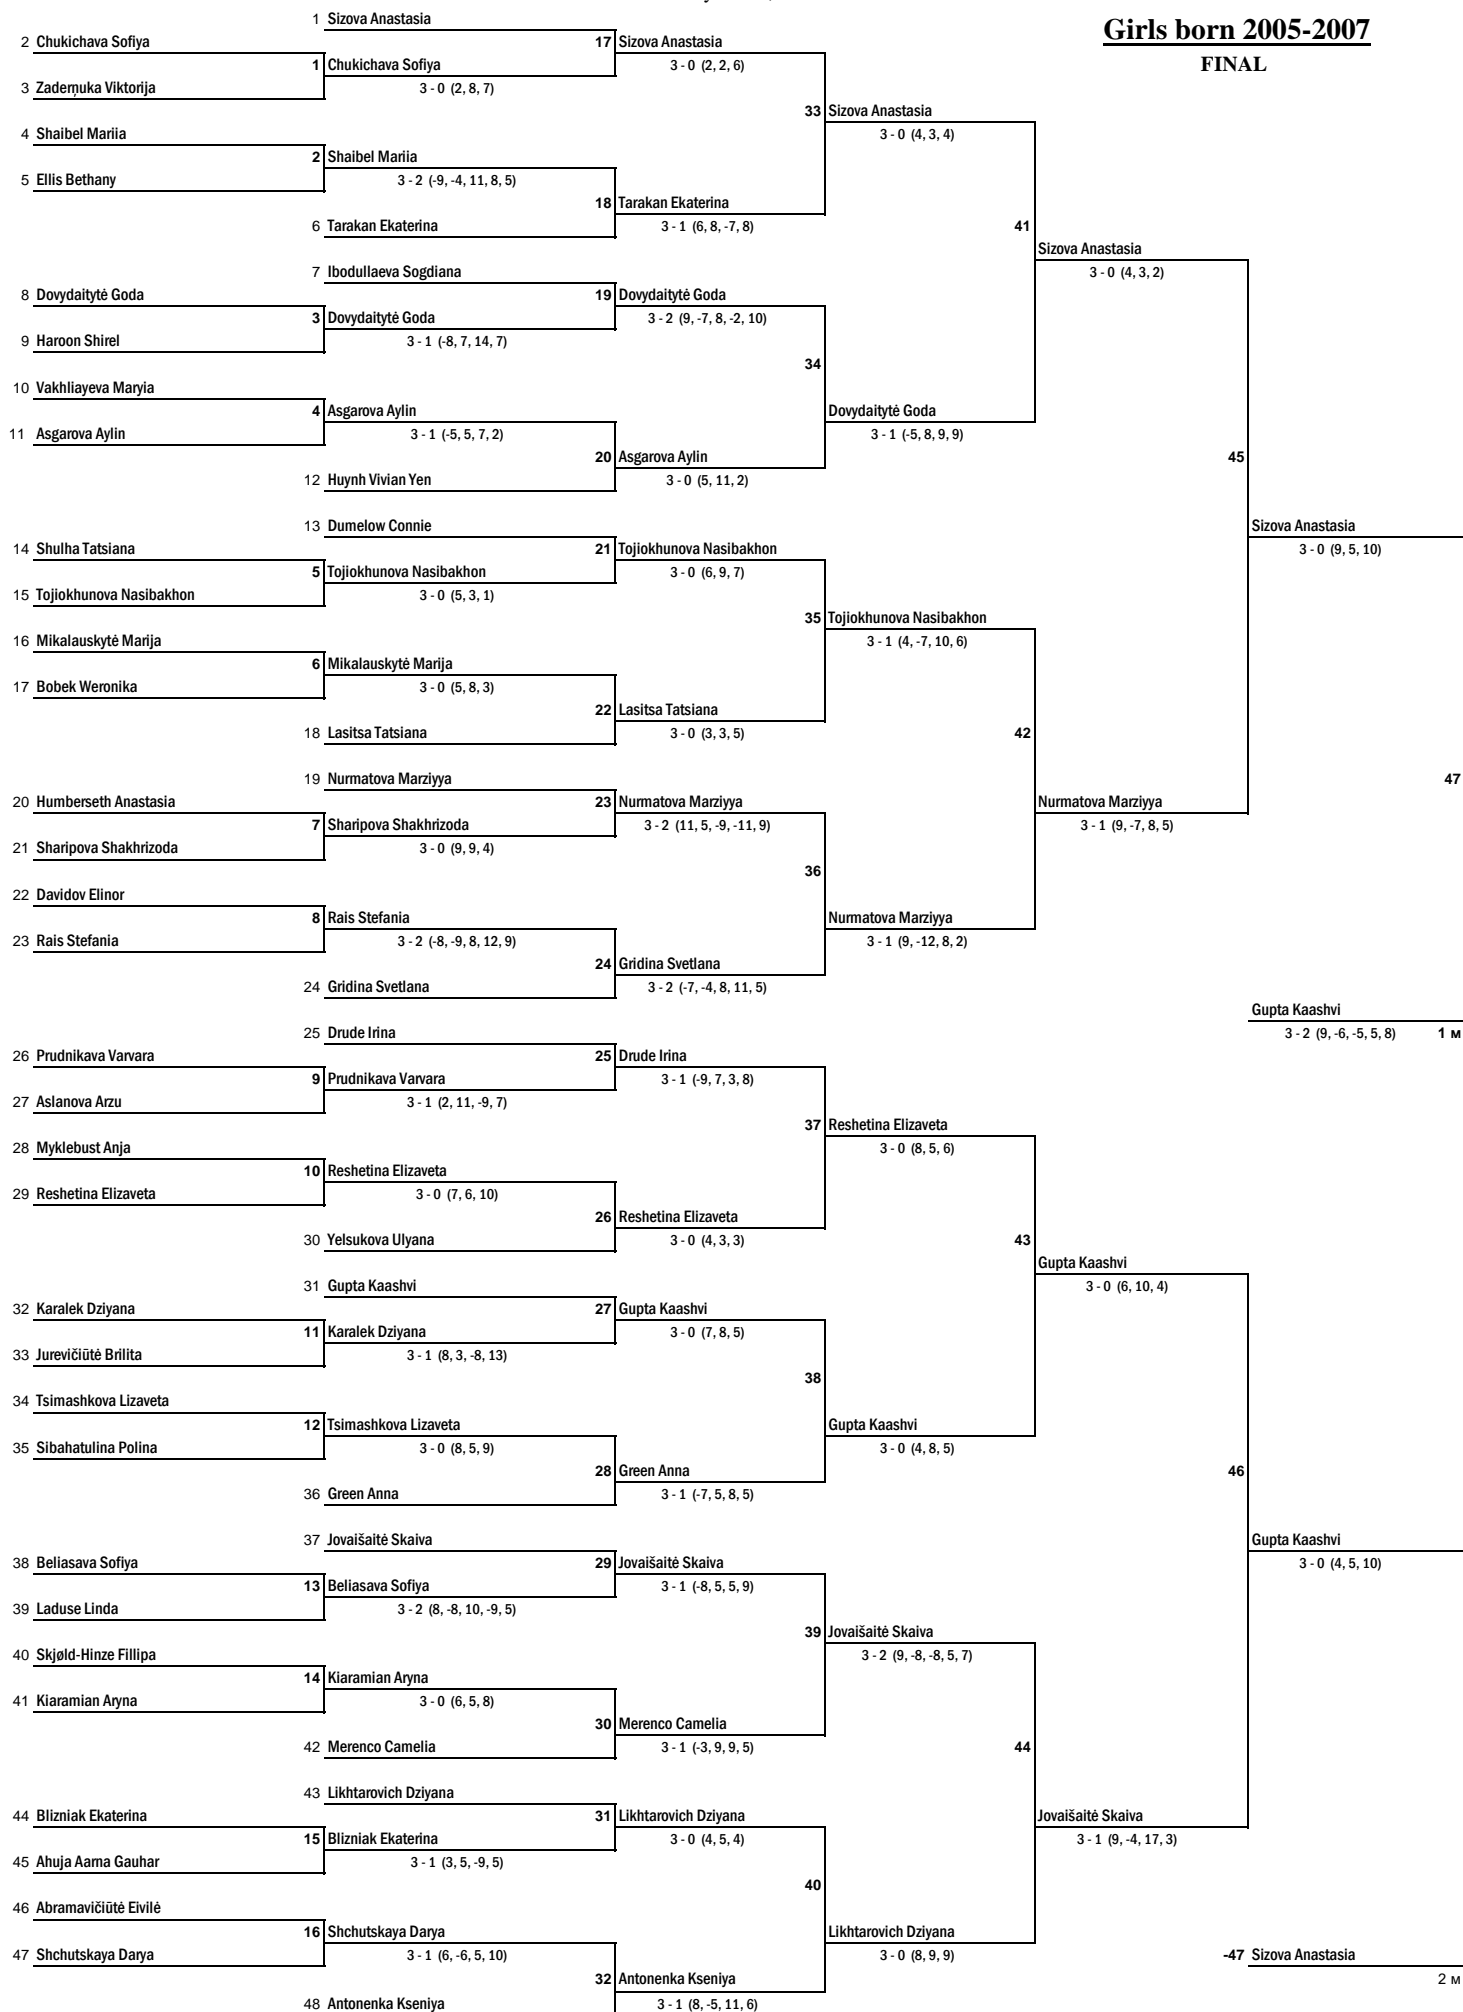 Girls born 2005-2007
FINAL
1 Sizova Anastasia
2 Chukichava Sofiya
17 Sizova Anastasia
1 Chukichava Sofiya
3 - 0 (2, 2, 6)
3 Zaderņuka Viktorija
3 - 0 (2, 8, 7)
33 Sizova Anastasia
4 Shaibel Mariia
3 - 0 (4, 3, 4)
2 Shaibel Mariia
5 Ellis Bethany
3 - 2 (-9, -4, 11, 8, 5)
18 Tarakan Ekaterina
6 Tarakan Ekaterina
3 - 1 (6, 8, -7, 8)
41
Sizova Anastasia
7 Ibodullaeva Sogdiana
3 - 0 (4, 3, 2)
8 Dovydaitytė Goda
19 Dovydaitytė Goda
3 Dovydaitytė Goda
3 - 2 (9, -7, 8, -2, 10)
9 Haroon Shirel
3 - 1 (-8, 7, 14, 7)
34
10 Vakhliayeva Maryia
4 Asgarova Aylin
Dovydaitytė Goda
11 Asgarova Aylin
3 - 1 (-5, 5, 7, 2)
3 - 1 (-5, 8, 9, 9)
20 Asgarova Aylin
45
12 Huynh Vivian Yen
3 - 0 (5, 11, 2)
13 Dumelow Connie
Sizova Anastasia
14 Shulha Tatsiana
21 Tojiokhunova Nasibakhon
3 - 0 (9, 5, 10)
5 Tojiokhunova Nasibakhon
3 - 0 (6, 9, 7)
15 Tojiokhunova Nasibakhon
3 - 0 (5, 3, 1)
35 Tojiokhunova Nasibakhon
16 Mikalauskytė Marija
3 - 1 (4, -7, 10, 6)
6 Mikalauskytė Marija
17 Bobek Weronika
3 - 0 (5, 8, 3)
22 Lasitsa Tatsiana
18 Lasitsa Tatsiana
3 - 0 (3, 3, 5)
42
19 Nurmatova Marziyya
47
20 Humberseth Anastasia
23 Nurmatova Marziyya
Nurmatova Marziyya
7 Sharipova Shakhrizoda
3 - 2 (11, 5, -9, -11, 9)
3 - 1 (9, -7, 8, 5)
21 Sharipova Shakhrizoda
3 - 0 (9, 9, 4)
36
22 Davidov Elinor
8 Rais Stefania
Nurmatova Marziyya
23 Rais Stefania
3 - 2 (-8, -9, 8, 12, 9)
3 - 1 (9, -12, 8, 2)
24 Gridina Svetlana
24 Gridina Svetlana
3 - 2 (-7, -4, 8, 11, 5)
Gupta Kaashvi
25 Drude Irina
3 - 2 (9, -6, -5, 5, 8) 1 м
26 Prudnikava Varvara
25 Drude Irina
9 Prudnikava Varvara
3 - 1 (-9, 7, 3, 8)
27 Aslanova Arzu
3 - 1 (2, 11, -9, 7)
37 Reshetina Elizaveta
28 Myklebust Anja
3 - 0 (8, 5, 6)
10 Reshetina Elizaveta
29 Reshetina Elizaveta
3 - 0 (7, 6, 10)
26 Reshetina Elizaveta
30 Yelsukova Ulyana
3 - 0 (4, 3, 3)
43
Gupta Kaashvi
31 Gupta Kaashvi
3 - 0 (6, 10, 4)
32 Karalek Dziyana
27 Gupta Kaashvi
11 Karalek Dziyana
3 - 0 (7, 8, 5)
33 Jurevičiūtė Brilita
3 - 1 (8, 3, -8, 13)
38
34 Tsimashkova Lizaveta
12 Tsimashkova Lizaveta
Gupta Kaashvi
35 Sibahatulina Polina
3 - 0 (8, 5, 9)
3 - 0 (4, 8, 5)
28 Green Anna
46
36 Green Anna
3 - 1 (-7, 5, 8, 5)
37 Jovaišaitė Skaiva
Gupta Kaashvi
38 Beliasava Sofiya
29 Jovaišaitė Skaiva
3 - 0 (4, 5, 10)
13 Beliasava Sofiya
3 - 1 (-8, 5, 5, 9)
39 Laduse Linda
3 - 2 (8, -8, 10, -9, 5)
39 Jovaišaitė Skaiva
40 Skjøld-Hinze Fillipa
3 - 2 (9, -8, -8, 5, 7)
14 Kiaramian Aryna
41 Kiaramian Aryna
3 - 0 (6, 5, 8)
30 Merenco Camelia
42 Merenco Camelia
3 - 1 (-3, 9, 9, 5)
44
43 Likhtarovich Dziyana
44 Blizniak Ekaterina
31 Likhtarovich Dziyana
Jovaišaitė Skaiva
15 Blizniak Ekaterina
3 - 0 (4, 5, 4)
3 - 1 (9, -4, 17, 3)
45 Ahuja Aarna Gauhar
3 - 1 (3, 5, -9, 5)
40
46 Abramavičiūtė Eivilė
16 Shchutskaya Darya
Likhtarovich Dziyana
47 Shchutskaya Darya
3 - 1 (6, -6, 5, 10)
3 - 0 (8, 9, 9)
-47 Sizova Anastasia
32 Antonenka Kseniya
2 м
48 Antonenka Kseniya
3 - 1 (8, -5, 11, 6)